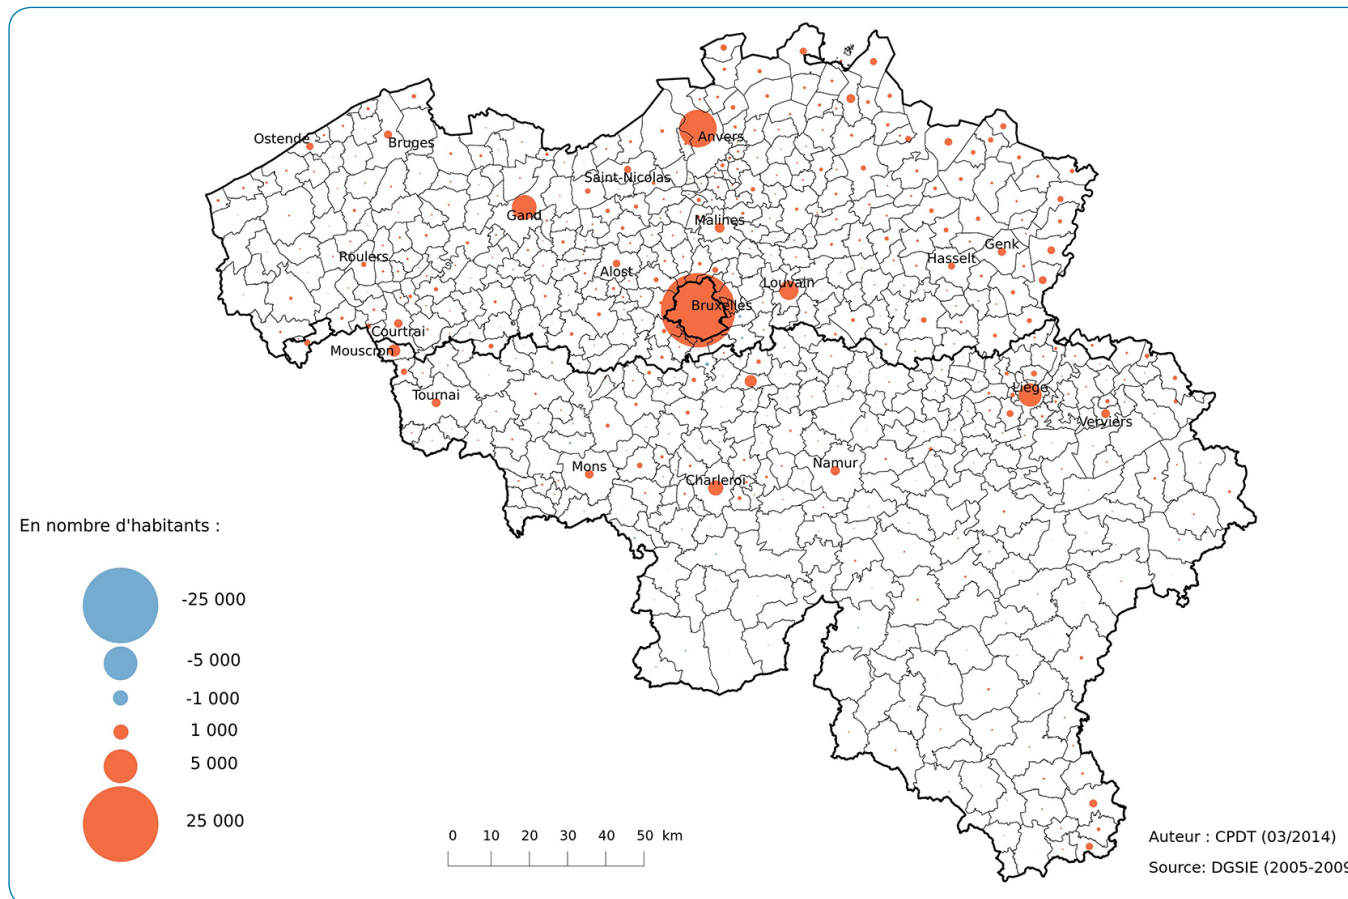 Ostende
Bruges
Anvers
Saint-Nicolas
Gand
Malines
Roulers
Alost
Genk
Hasselt
Louvain
Bruxelles
Courtrai
Mouscron
Tournai
Liège
Verviers
Mons
Namur
Charleroi
En nombre d'habitants :
-25 000
-5 000
-1 000
1 000
5 000
25 000
0 10 20 30 40 50 km
Auteur : CPDT (03/2014)
Source: DGSIE (2005-2009